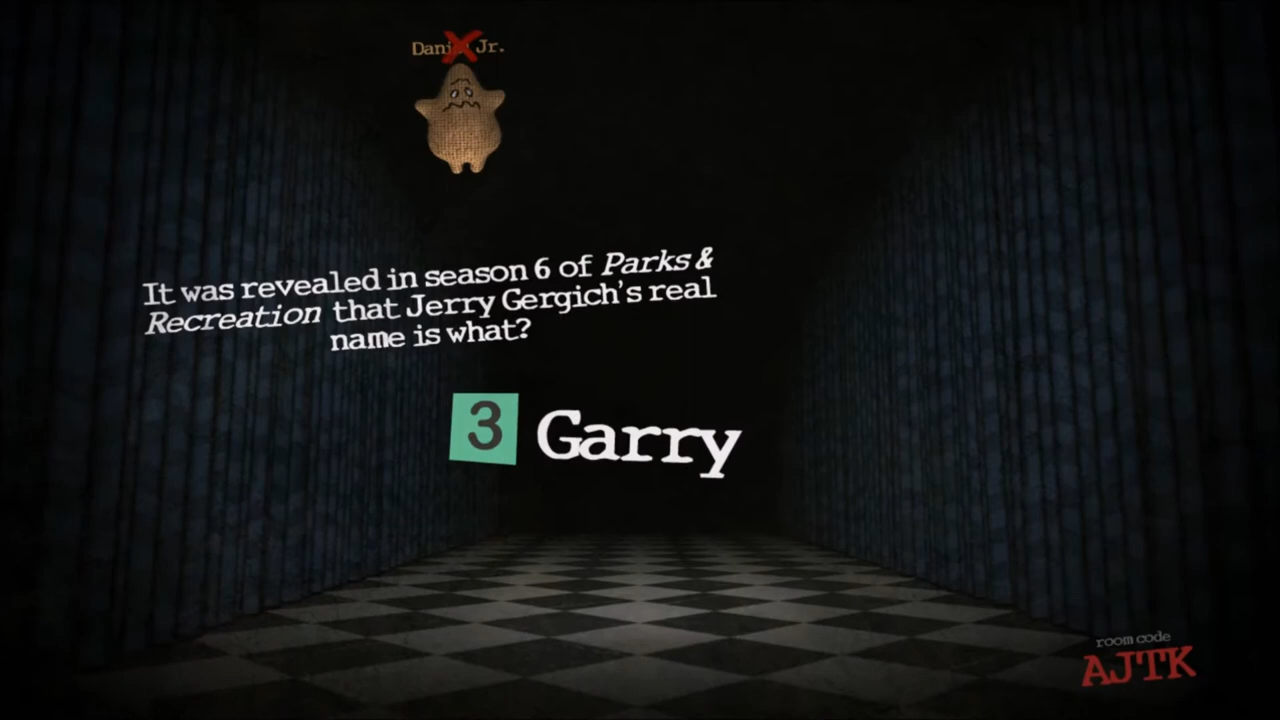 Jr.
It was revealed in season 6 of Parks &
Recreation that Jerry Gergich's real
name is what?
3 Garry
room code
AJTK